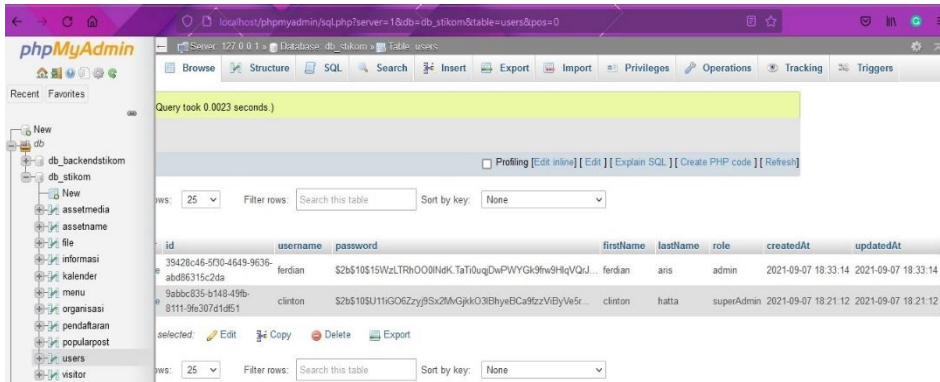 localhost/phpmyadmin/sql.php?server=1&db=db_stikom&table=users&pos=0
phpMyAdmin
Server: 127.0.0.1 » Database: db_stikom » Table: users
Browse Structure SQL Search Insert Export Import Privileges Operations Tracking Triggers
Recent Favorites
Query took 0.0023 seconds.)
New
db
db_backendstikom
db_stikom
New
assetmedia
assetname
file
informasi
kalender
menu
organisasi
pendaftaran
popularpost
users
visitor
Profiling [Edit inline] [ Edit ] [ Explain SQL ] [ Create PHP code ] [ Refresh]
ows: 25 Filter rows: Search this table Sort by key: None
id username password firstName lastName role createdAt updatedAt
39428c46-5f30-4649-9636-
abd86315c2da ferdian ferdian aris admin 2021-09-07 18:33:14 2021-09-07 18:33:14
9abbc835-b148-49fb-
8111-9fe307d1df51 clinton clinton hatta superAdmin 2021-09-07 18:21:12 2021-09-07 18:21:12
selected: Edit Copy Delete Export
ows: 25 Filter rows: Search this table Sort by key: None